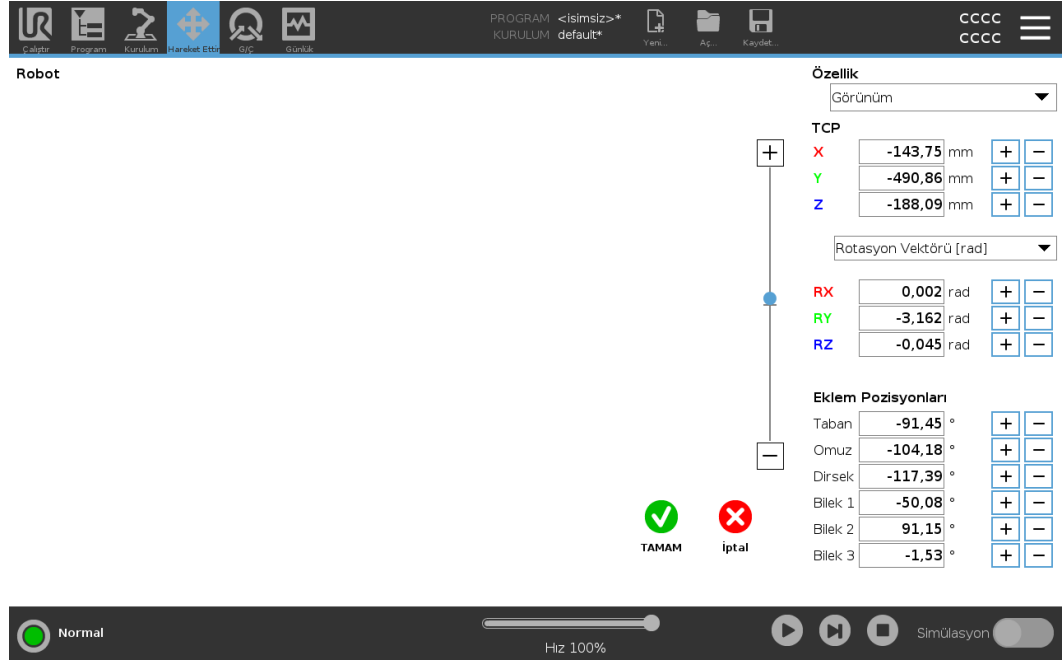 PROGRAM <isimsiz>*
KURULUM default*
UR
Çalıştır Program Kurulum Hareket Ettir G/Ç Günlük
Yeni... Aç... Kaydet...
CCCC
CCCC
Robot
Özellik
Görünüm
TCP
X -143,75 mm + −
Y -490,86 mm + −
Z -188,09 mm + −
Rotasyon Vektörü [rad]
RX 0,002 rad + −
RY -3,162 rad + −
RZ -0,045 rad + −
Eklem Pozisyonları
Taban -91,45 ° + −
Omuz -104,18 ° + −
Dirsek -117,39 ° + −
Bilek 1 -50,08 ° + −
Bilek 2 91,15 ° + −
Bilek 3 -1,53 ° + −
+
−
TAMAM İptal
Normal
Hız 100%
Simülasyon